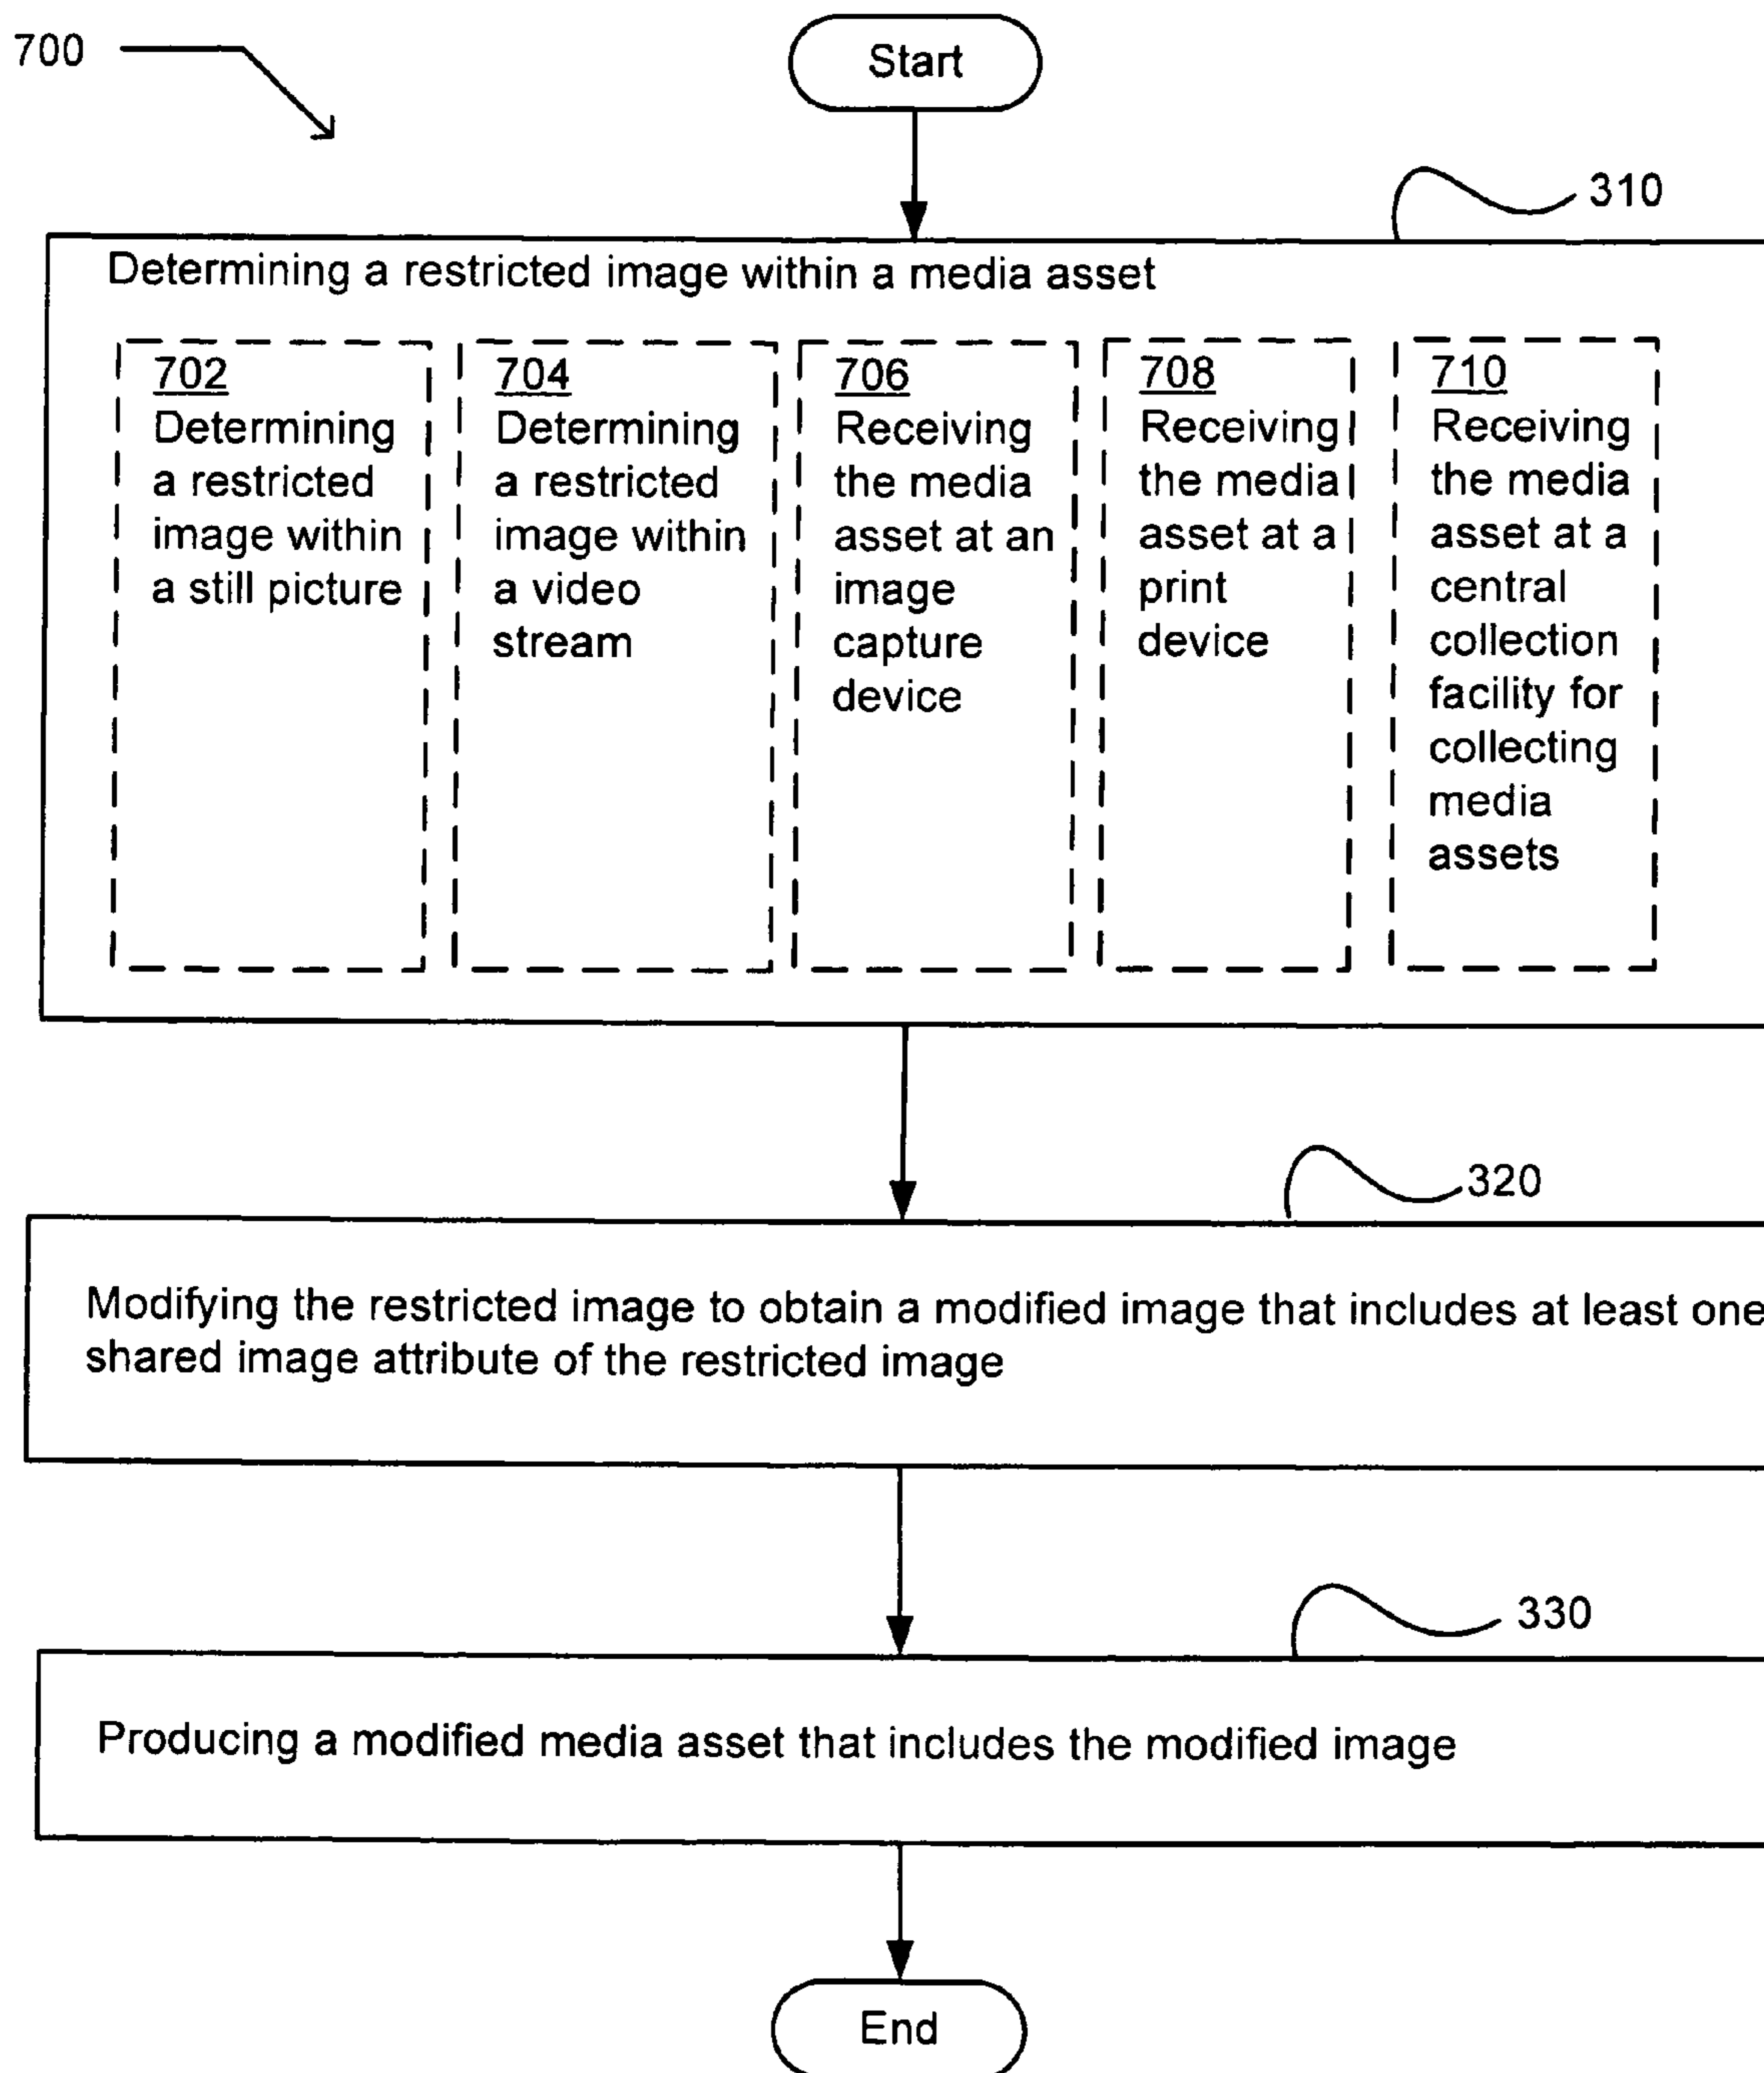 700
Start
310
Determining a restricted image within a media asset
702
Determining
a restricted
image within
a still picture
704
Determining
a restricted
image within
a video
stream
706
Receiving
the media
asset at an
image
capture
device
708
Receiving
the media
asset at a
print
device
710
Receiving
the media
asset at a
central
collection
facility for
collecting
media
assets
320
Modifying the restricted image to obtain a modified image that includes at least one
shared image attribute of the restricted image
330
Producing a modified media asset that includes the modified image
End